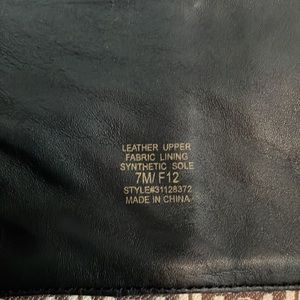 LEATHER UPPER
FABRIC LINING
SYNTHETIC SOLE
7M/ F12
STYLE#31128372
MADE IN CHINA